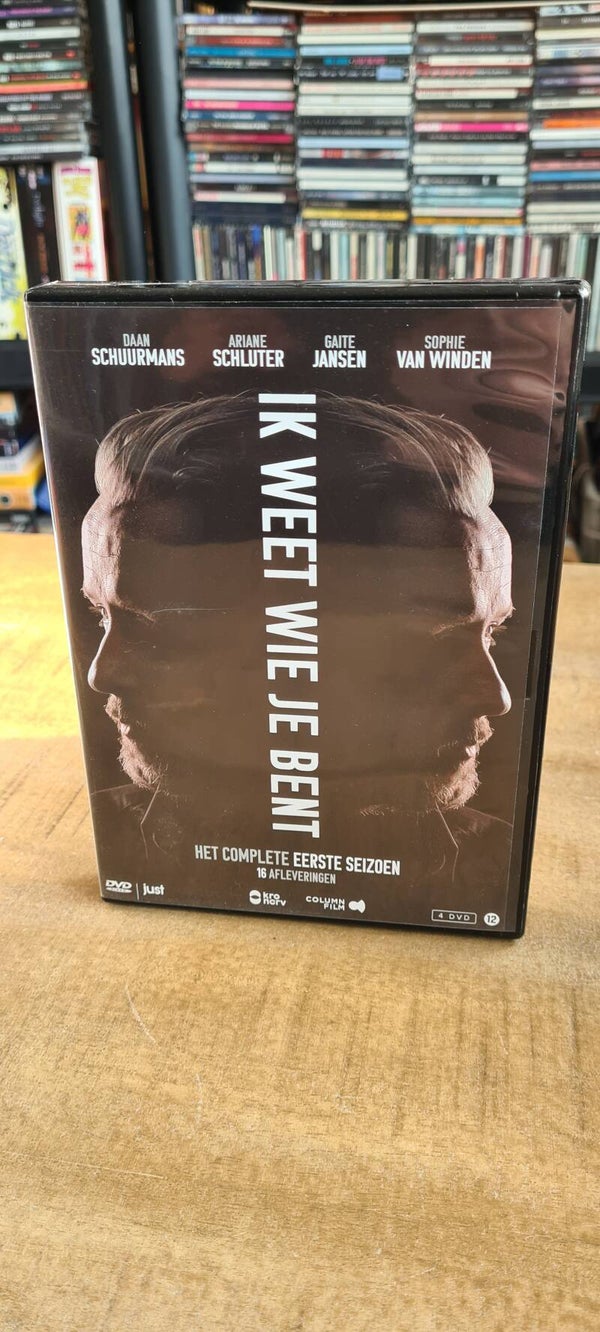 DAAN
SCHUURMANS
ARIANE
SCHLUTER
GAITE
JANSEN
SOPHIE
VAN WINDEN
IK WEET WIE JE BENT
HET COMPLETE EERSTE SEIZOEN
16 AFLEVERINGEN
DVD
just
kro
ncrv
COLUMN
FILM
4 DVD
12